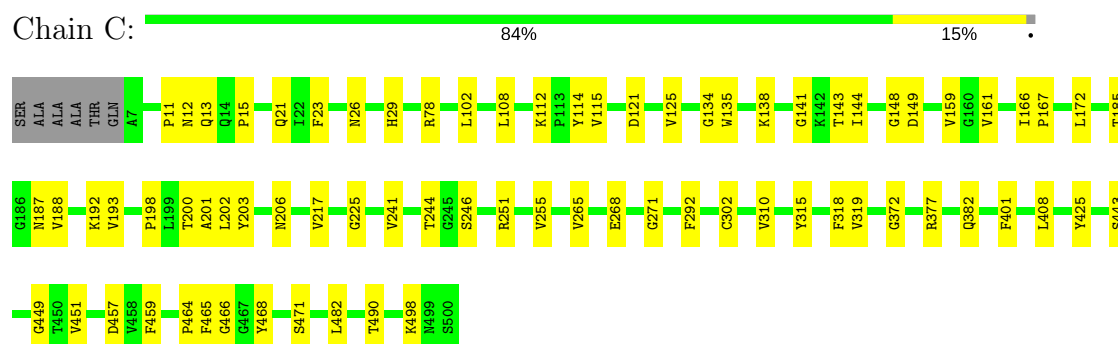 Chain C:
84% 15% •
SER ALA ALA ALA THR GLN A7 P11 N12 Q13 Q14 P15 Q21 I22 F23 N26 H29 R78 L102 L108 K112 P113 Y114 V115 D121 V125 G134 W135 K138 G141 K142 T143 I144 G148 D149 V159 G160 V161 I166 P167 L172 T185
G186 N187 V188 K192 V193 P198 L199 T200 A201 L202 Y203 N206 V217 G225 V241 T244 G245 S246 R251 V255 V265 E268 G271 F292 C302 V310 Y315 F318 V319 G372 R377 Q382 F401 L408 Y425 S443
G449 T450 V451 D457 V458 F459 P464 F465 G466 G467 Y468 S471 L482 T490 K498 N499 S500